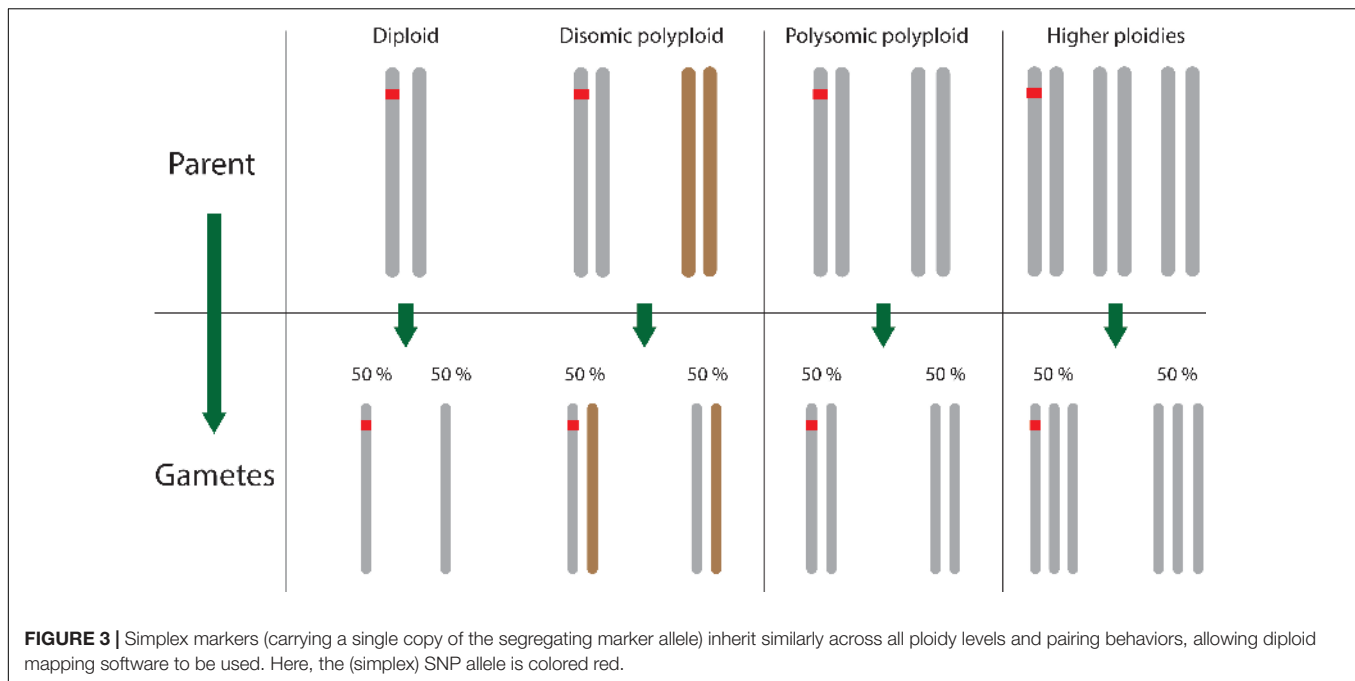 Diploid Disomic polyploid Polysomic polyploid Higher ploidies
Parent
50 % 50 % 50 % 50 % 50 % 50 % 50 % 50 %
Gametes
FIGURE 3 | Simplex markers (carrying a single copy of the segregating marker allele) inherit similarly across all ploidy levels and pairing behaviors, allowing diploid
mapping software to be used. Here, the (simplex) SNP allele is colored red.